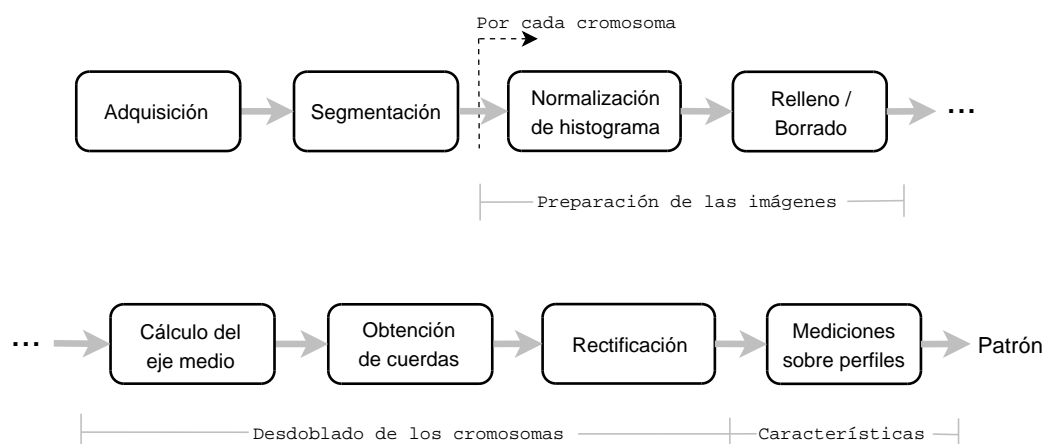 Por cada cromosoma
Adquisición
Segmentación
Normalización
de histograma
Relleno /
Borrado
...
Preparación de las imágenes
...
Cálculo del
eje medio
Obtención
de cuerdas
Rectificación
Mediciones
sobre perfiles
Patrón
Desdoblado de los cromosomas
Características